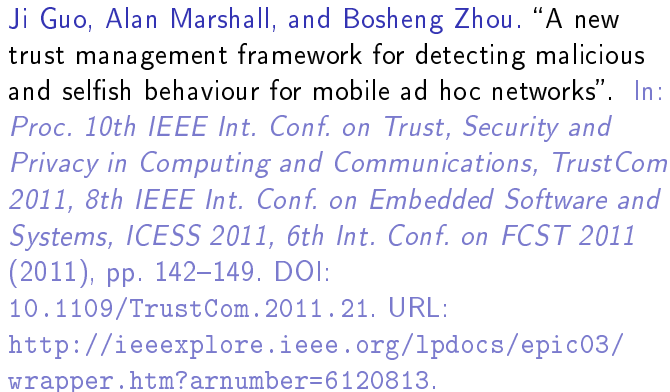 Ji Guo, Alan Marshall, and Bosheng Zhou. “A new
trust management framework for detecting malicious
and selfish behaviour for mobile ad hoc networks”. In:
Proc. 10th IEEE Int. Conf. on Trust, Security and
Privacy in Computing and Communications, TrustCom
2011, 8th IEEE Int. Conf. on Embedded Software and
Systems, ICESS 2011, 6th Int. Conf. on FCST 2011
(2011), pp. 142–149. DOI:
10.1109/TrustCom.2011.21. URL:
http://ieeexplore.ieee.org/lpdocs/epic03/
wrapper.htm?arnumber=6120813.